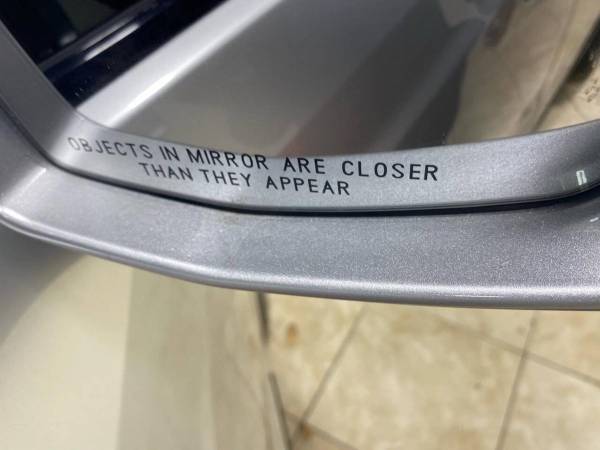 OBJECTS IN MIRROR ARE CLOSER
THAN THEY APPEAR